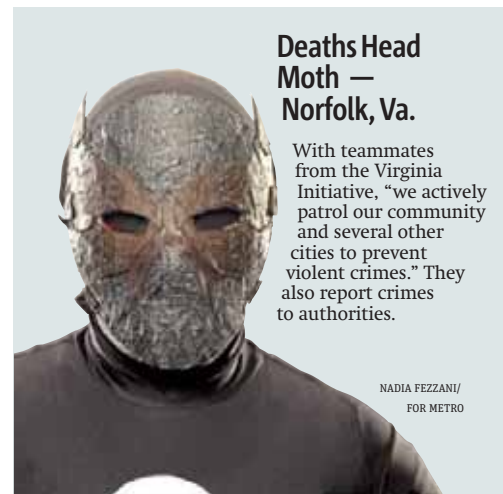 Deaths Head
Moth —
Norfolk, Va.
With teammates
from the Virginia
Initiative, “we actively
patrol our community
and several other
cities to prevent
violent crimes.” They
also report crimes
to authorities.
NADIA FEZZANI/
FOR METRO